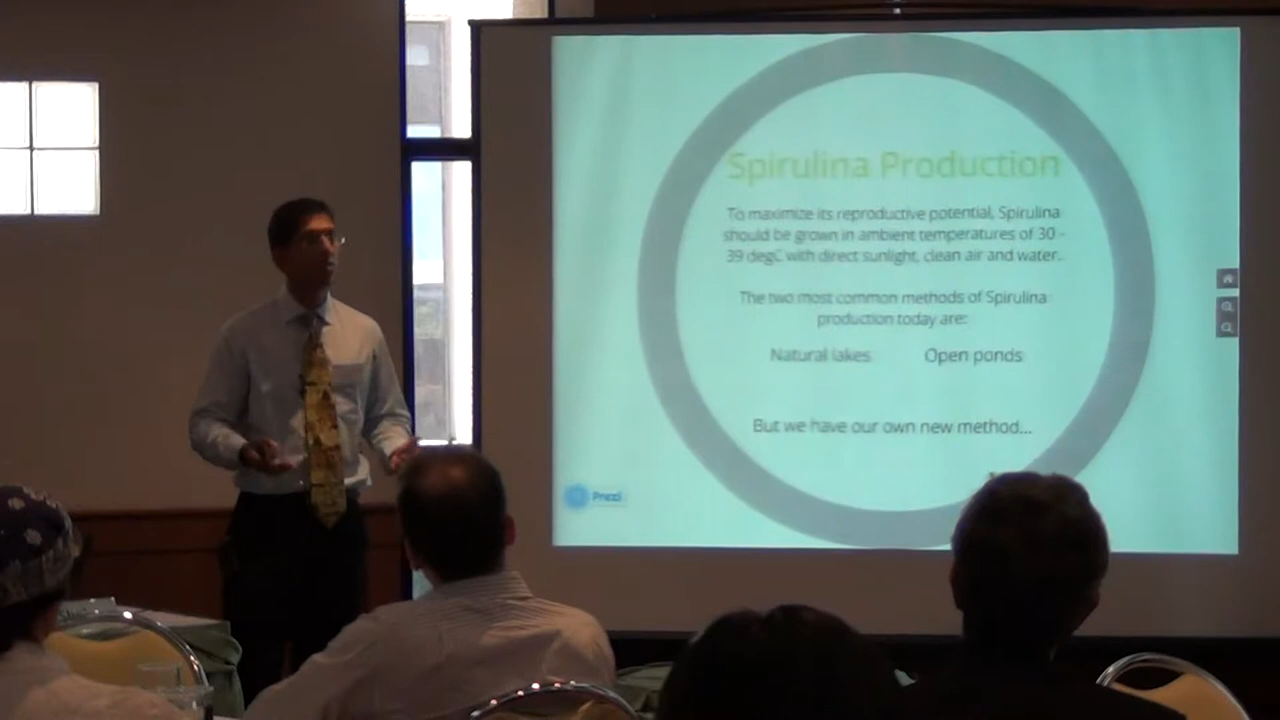 Spirulina Production
To maximize its reproductive potential, Spirulina
should be grown in ambient temperatures of 30 -
39 degC with direct sunlight, clean air and water.
The two most common methods of Spirulina
production today are:
Natural lakes Open ponds
But we have our own new method...
Prezi